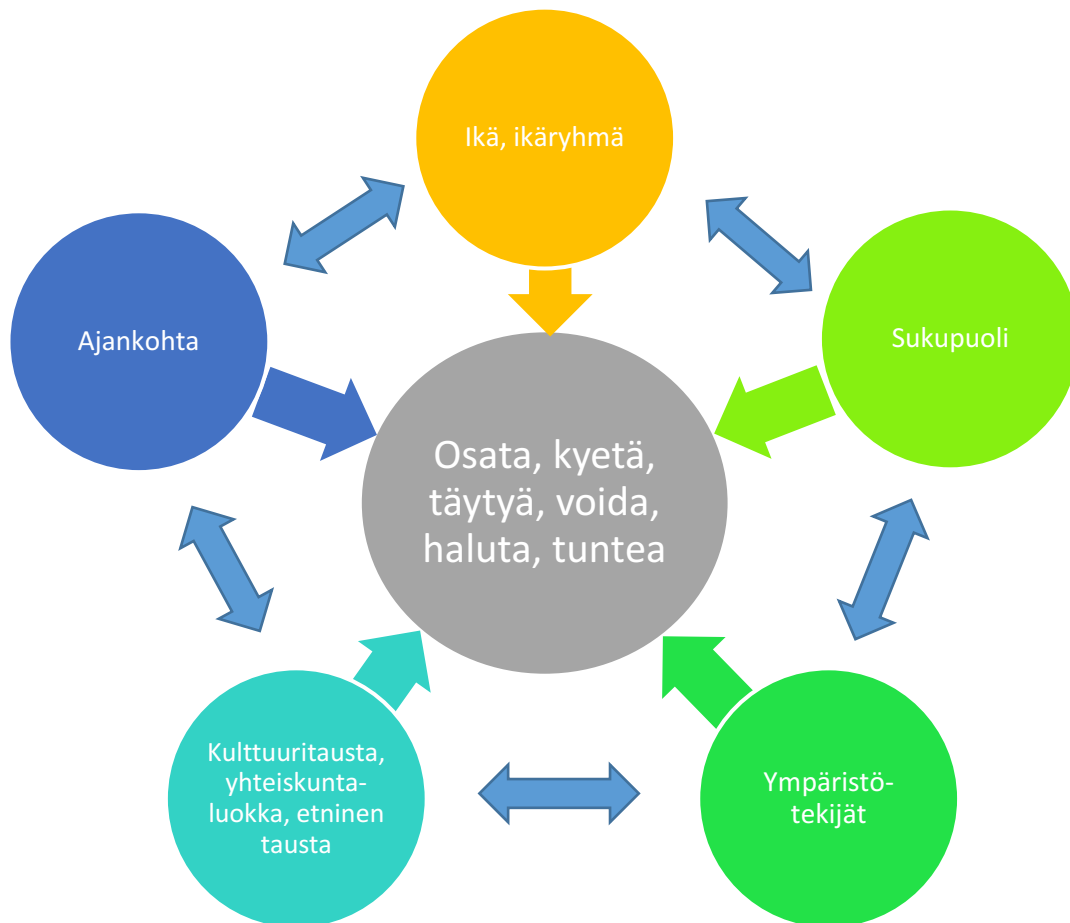 Ikä, ikäryhmä
Ajankohta
Sukupuoli
Osata, kyetä,
täytyä, voida,
haluta, tuntea
Kulttuuritausta,
yhteiskunta-
luokka, etninen
tausta
Ympäristö-
tekijät